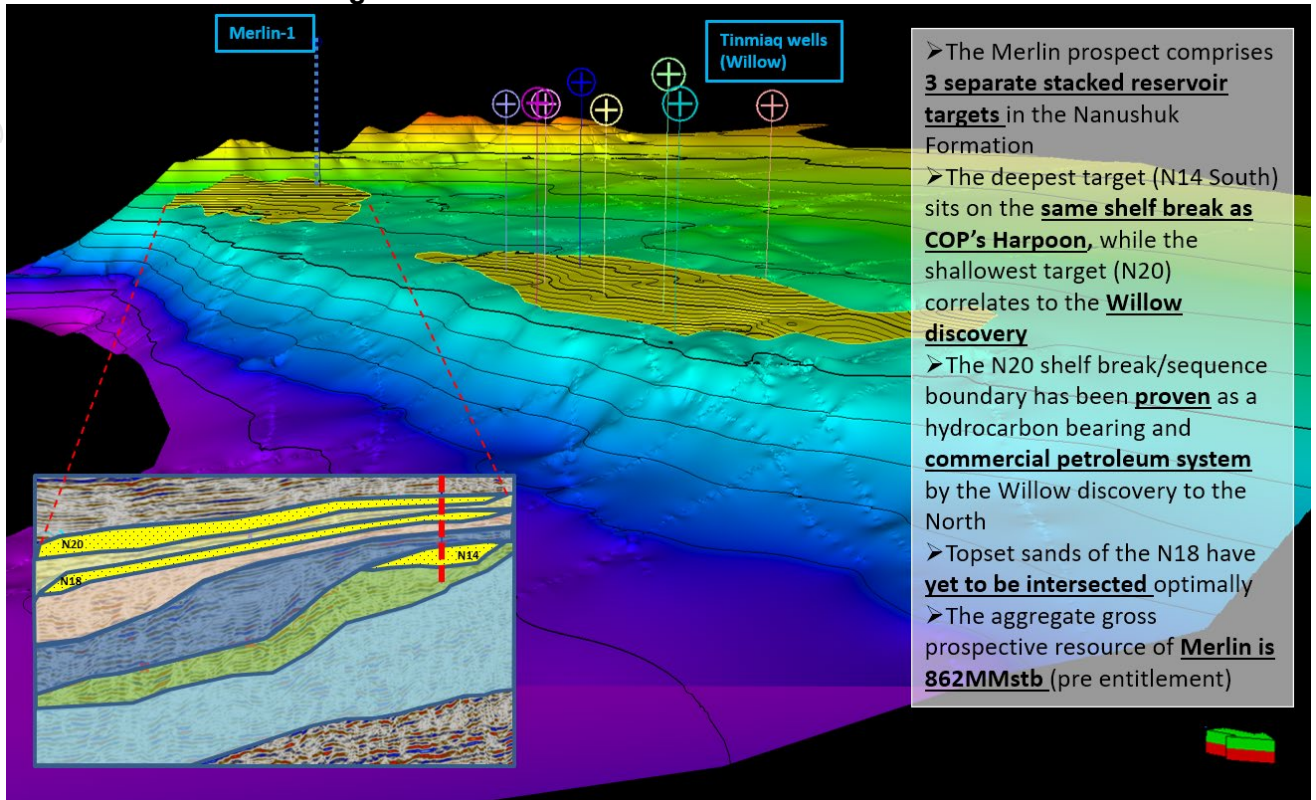 Merlin-1
Tinmiaq wells
(Willow)
➢The Merlin prospect comprises
3 separate stacked reservoir
targets in the Nanushuk
Formation
➢The deepest target (N14 South)
sits on the same shelf break as
COP’s Harpoon, while the
shallowest target (N20)
correlates to the Willow
discovery
➢The N20 shelf break/sequence
boundary has been proven as a
hydrocarbon bearing and
commercial petroleum system
by the Willow discovery to the
North
➢Topset sands of the N18 have
yet to be intersected optimally
➢The aggregate gross
prospective resource of Merlin is
862MMstb (pre entitlement)
N20
N18
N14